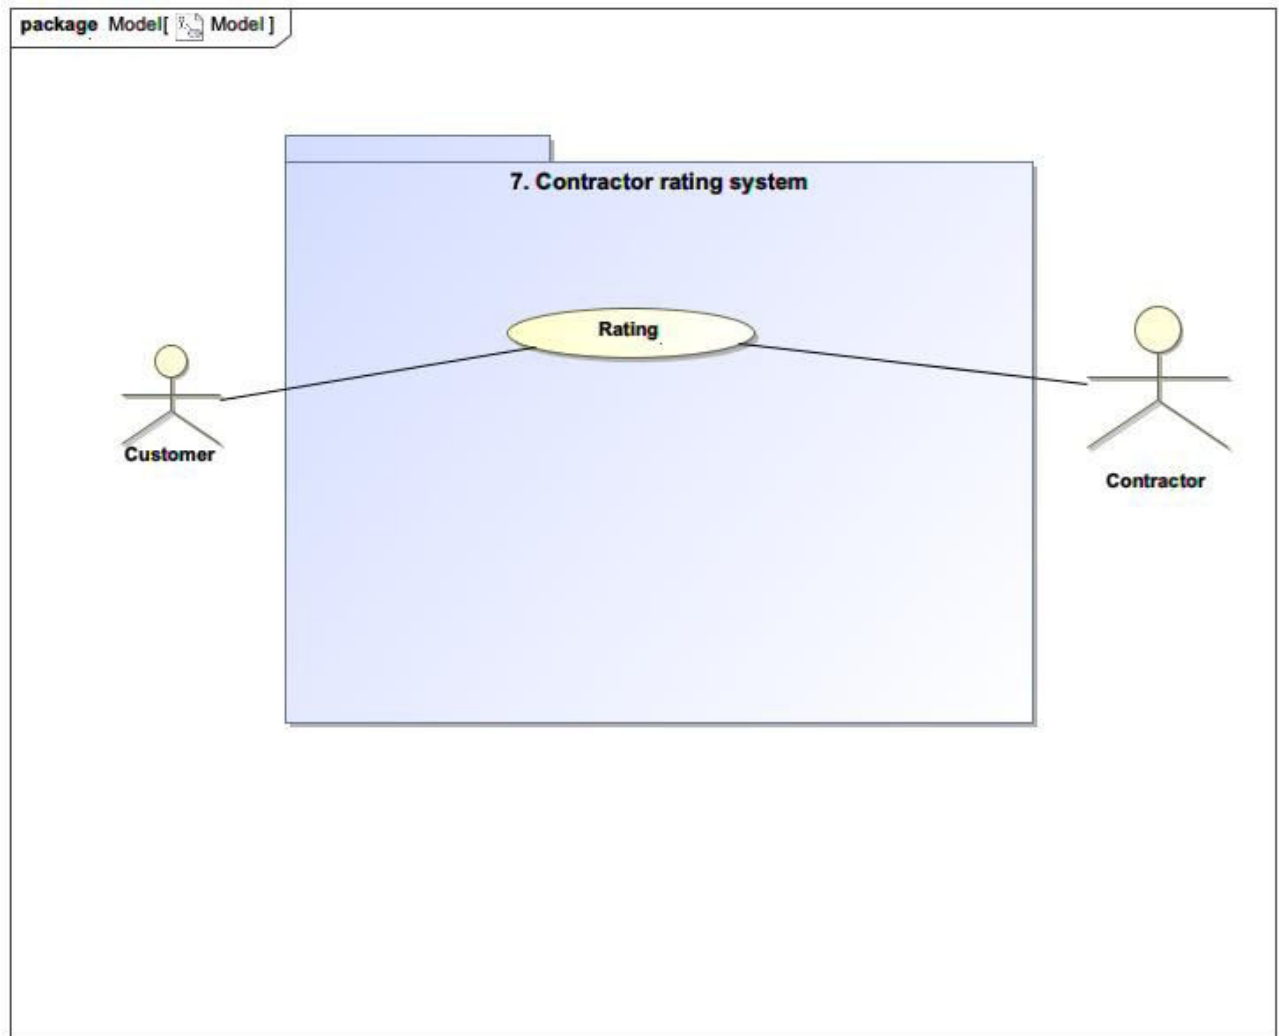 package Model[ Model ]
7. Contractor rating system
Rating
Customer
Contractor